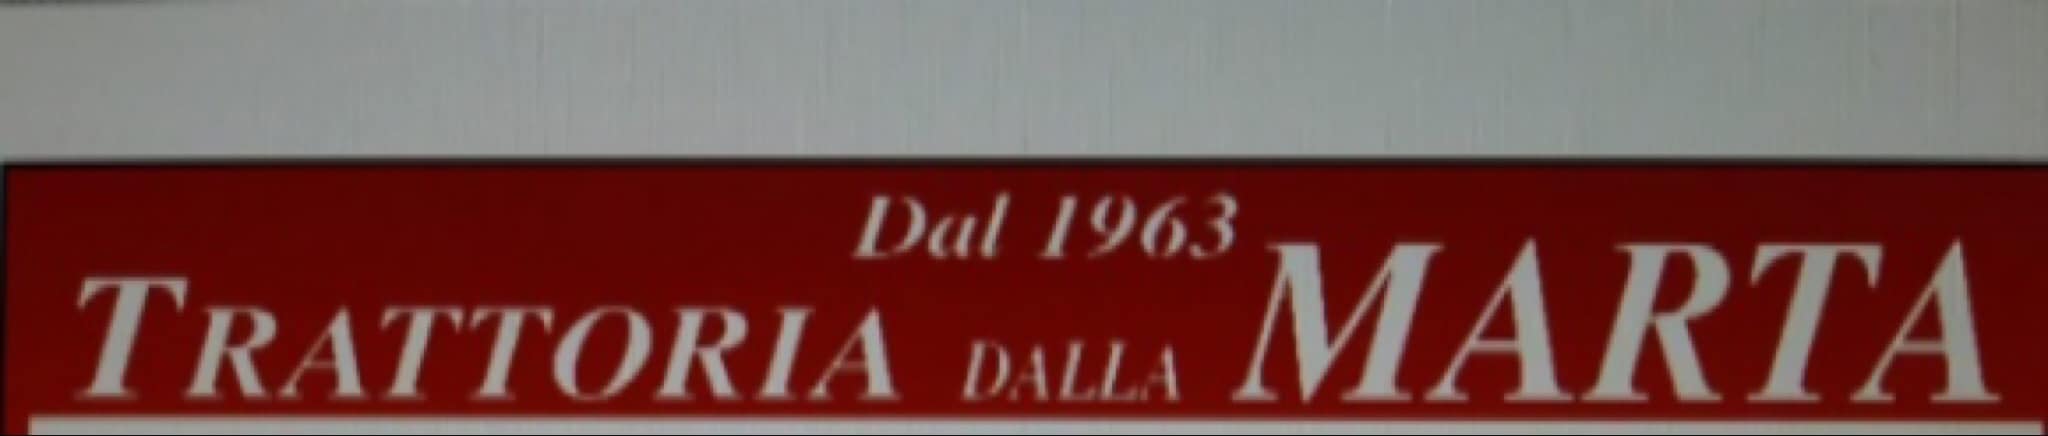 Dal 1963
TRATTORIA DALLA MARTA